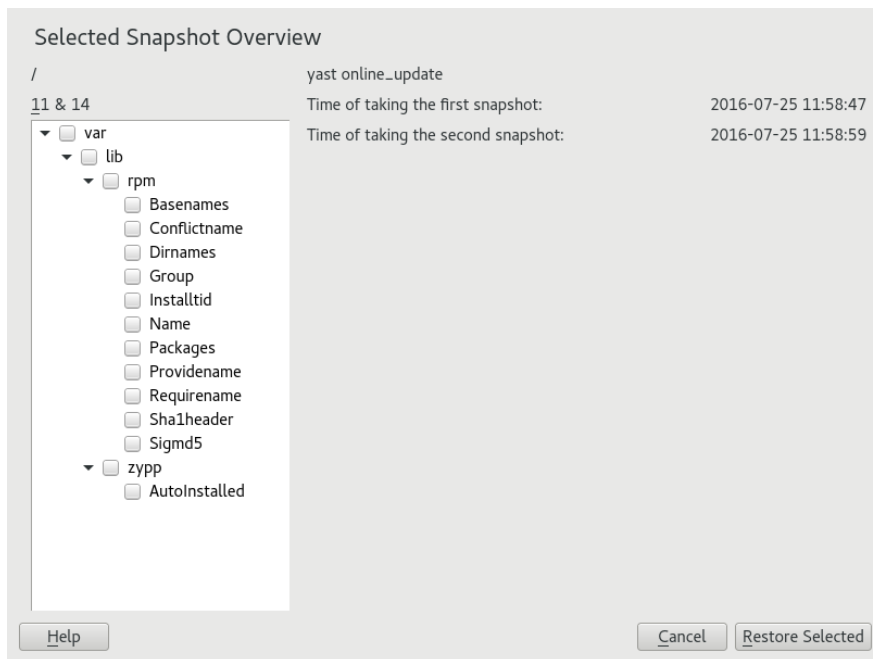 Selected Snapshot Overview
/
yast online_update
11 & 14
Time of taking the first snapshot: 2016-07-25 11:58:47
Time of taking the second snapshot: 2016-07-25 11:58:59
var
lib
rpm
Basenames
Conflictname
Dirnames
Group
Installtid
Name
Packages
Providename
Requirename
Sha1header
Sigmd5
zypp
AutoInstalled
Help
Cancel
Restore Selected